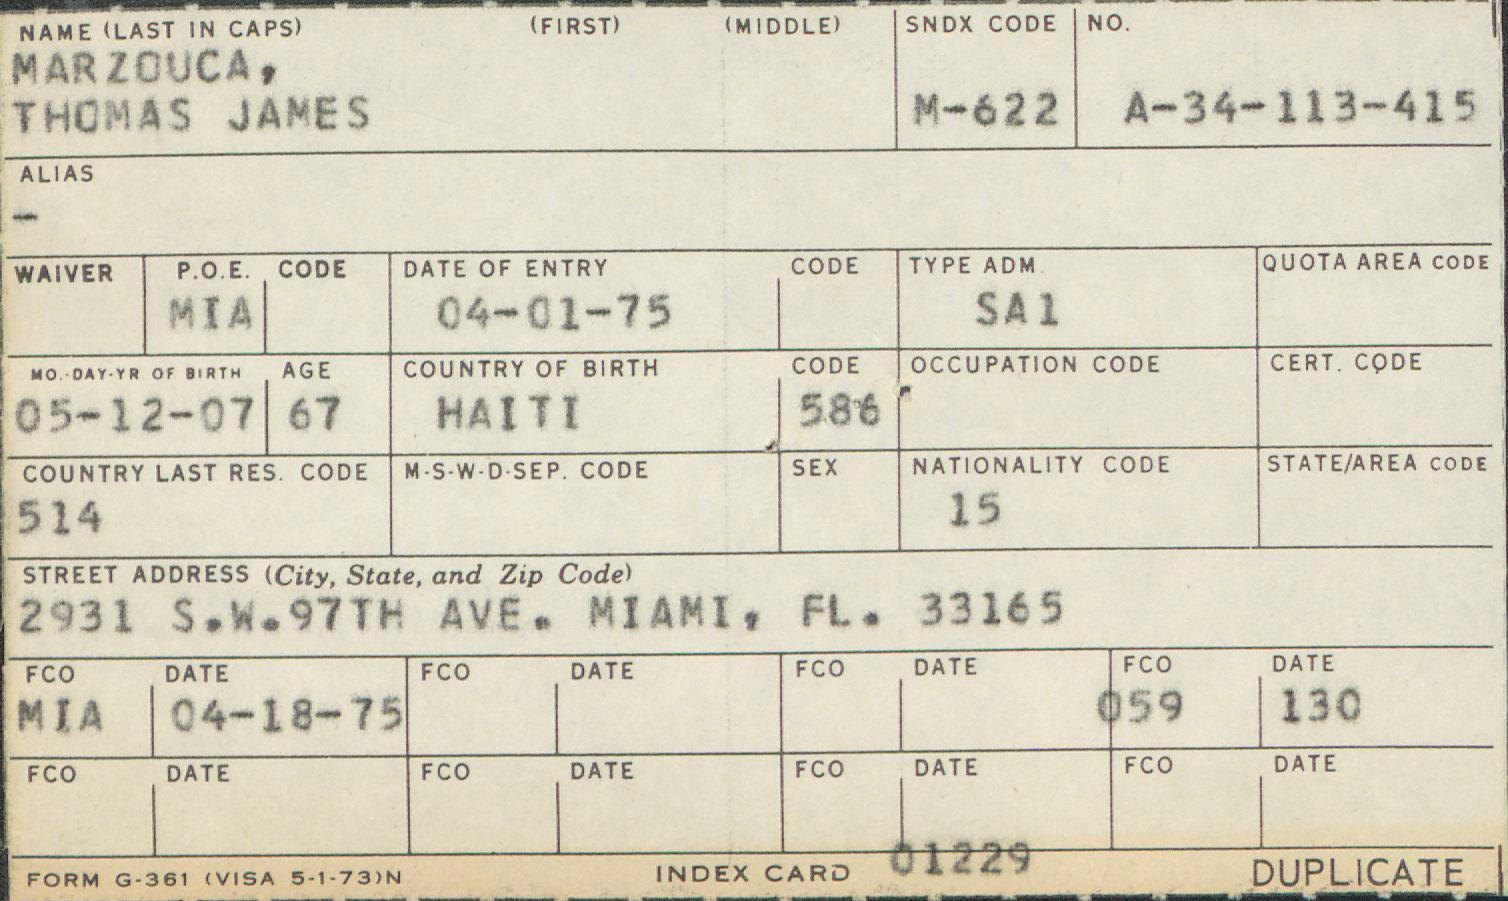 NAME (LAST IN CAPS) (FIRST) (MIDDLE) SNDX CODE NO.
MARZOUCA,
THOMAS JAMES M-622 A-34-113-415
ALIAS
-
WAIVER P.O.E. CODE DATE OF ENTRY CODE TYPE ADM. QUOTA AREA CODE
MIA 04-01-75 SA1
MO.-DAY-YR OF BIRTH AGE COUNTRY OF BIRTH CODE OCCUPATION CODE CERT. CODE
05-12-07 67 HAITI 586
COUNTRY LAST RES. CODE M-S-W-D-SEP. CODE SEX NATIONALITY CODE STATE/AREA CODE
514 15
STREET ADDRESS (City, State, and Zip Code)
2931 S.W.97TH AVE. MIAMI, FL. 33165
FCO DATE FCO DATE FCO DATE FCO DATE
MIA 04-18-75 059 130
FCO DATE FCO DATE FCO DATE FCO DATE
01229
FORM G-361 (VISA 5-1-73)N INDEX CARD DUPLICATE